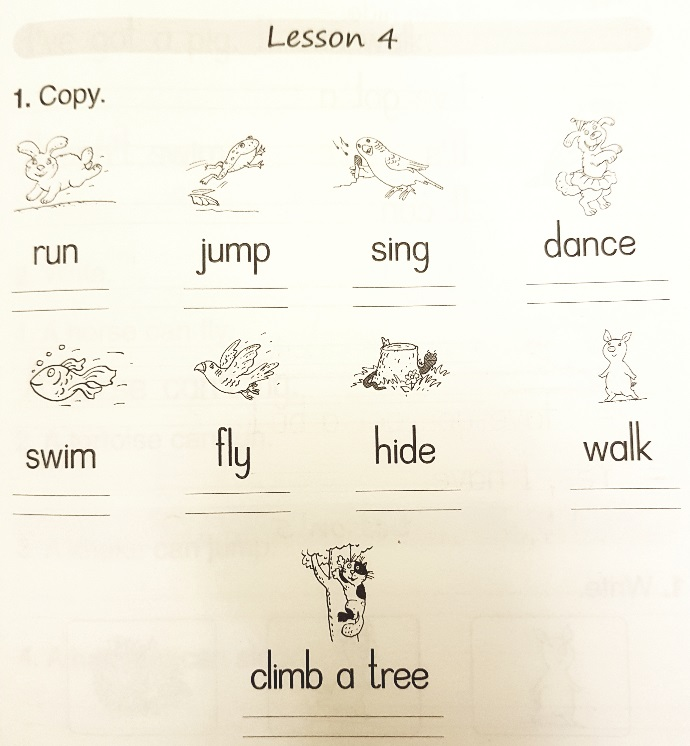 Lesson 4
1. Copy.
run jump sing dance
swim fly hide walk
climb a tree